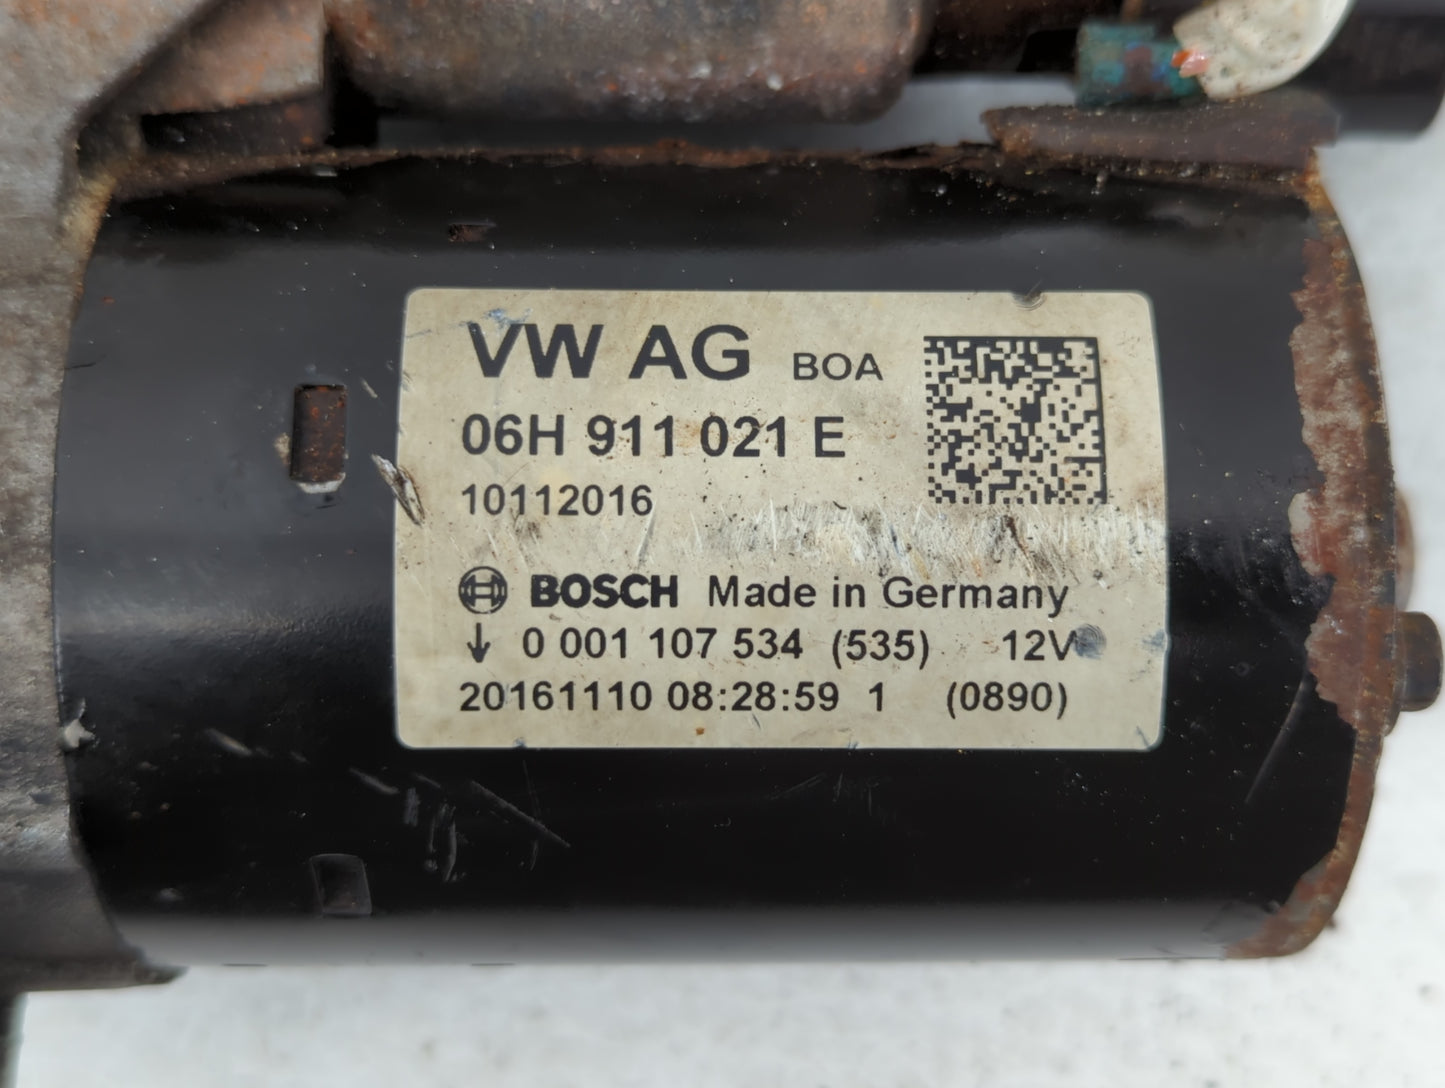 VW AG BOA
06H 911 021 E
10112016
BOSCH Made in Germany
↓ 0 001 107 534 (535) 12V
20161110 08:28:59 1 (0890)